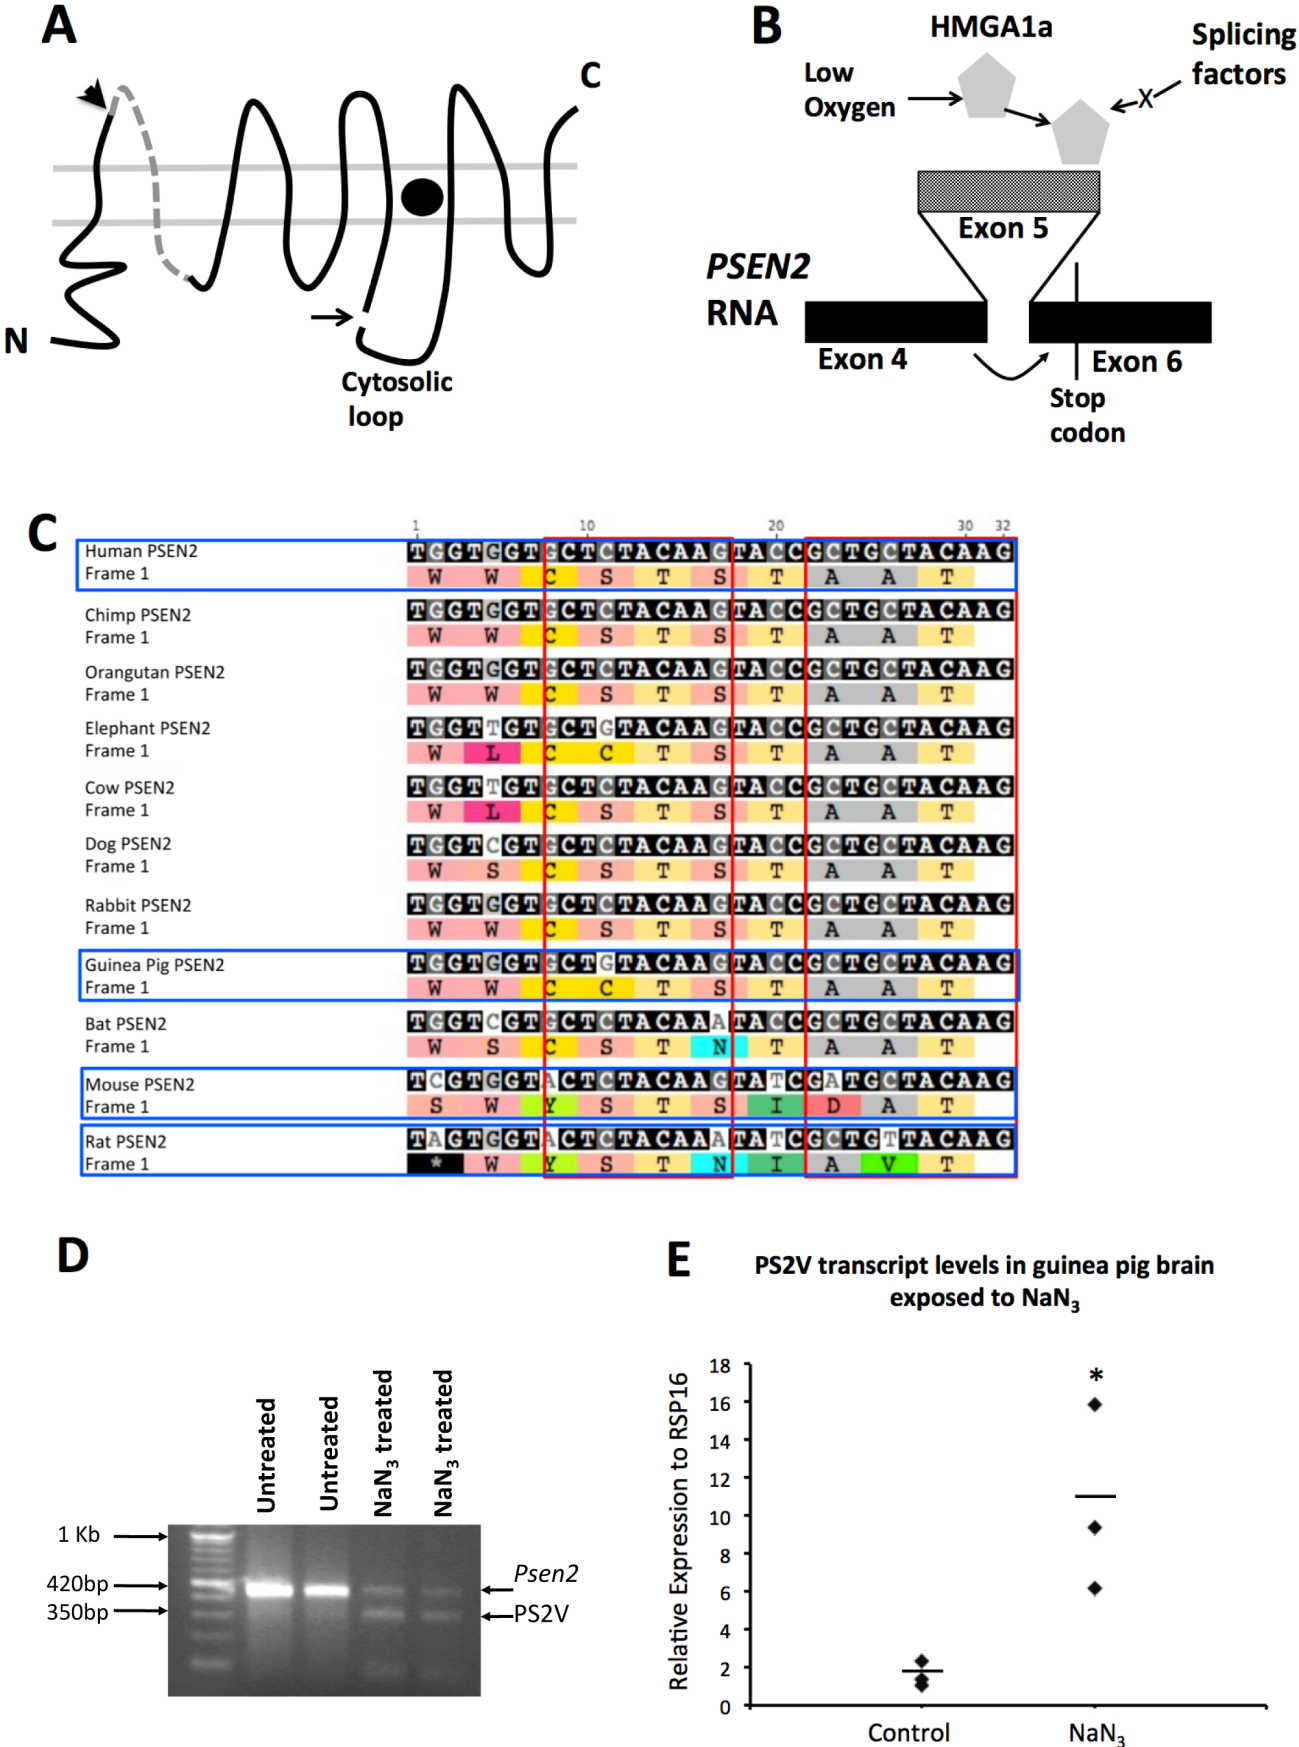 A
C
N
Cytosolic
loop
B
HMGA1a
Low
Oxygen
Splicing
factors
X
Exon 5
PSEN2
RNA
Exon 4
Exon 6
Stop
codon
C
1 10 20 30 32
Human PSEN2 TGGTGGTGCTCTACAAGTACCGCTGCTACAAG
Frame 1 W W C S T S T A A T
Chimp PSEN2 TGGTGGTGCTCTACAAGTACCGCTGCTACAAG
Frame 1 W W C S T S T A A T
Orangutan PSEN2 TGGTGGTGCTCTACAAGTACCGCTGCTACAAG
Frame 1 W W C S T S T A A T
Elephant PSEN2 TGGTTGTGCTGTACAAGTACCGCTGCTACAAG
Frame 1 W L C C T S T A A T
Cow PSEN2 TGGTTGTGCTCTACAAGTACCGCTGCTACAAG
Frame 1 W L C S T S T A A T
Dog PSEN2 TGGTCGTGCTCTACAAGTACCGCTGCTACAAG
Frame 1 W S C S T S T A A T
Rabbit PSEN2 TGGTGGTGCTCTACAAGTACCGCTGCTACAAG
Frame 1 W W C S T S T A A T
Guinea Pig PSEN2 TGGTGGTGCTGTACAAGTACCGCTGCTACAAG
Frame 1 W W C C T S T A A T
Bat PSEN2 TGGTCGTGCTCTACAAATACCGCTGCTACAAG
Frame 1 W S C S T N T A A T
Mouse PSEN2 TCGTGGTACTCTACAAGTATCGATGCTACAAG
Frame 1 S W Y S T S I D A T
Rat PSEN2 TAGTGGTACTCTACAAATATCGCTGTTACAAG
Frame 1 * W Y S T N I A V T
D
Untreated
Untreated
NaN3 treated
NaN3 treated
1 Kb
420bp
350bp
Psen2
PS2V
E
PS2V transcript levels in guinea pig brain
exposed to NaN3
Relative Expression to RSP16
18
16
14
12
10
8
6
4
2
0
*
Control
NaN3